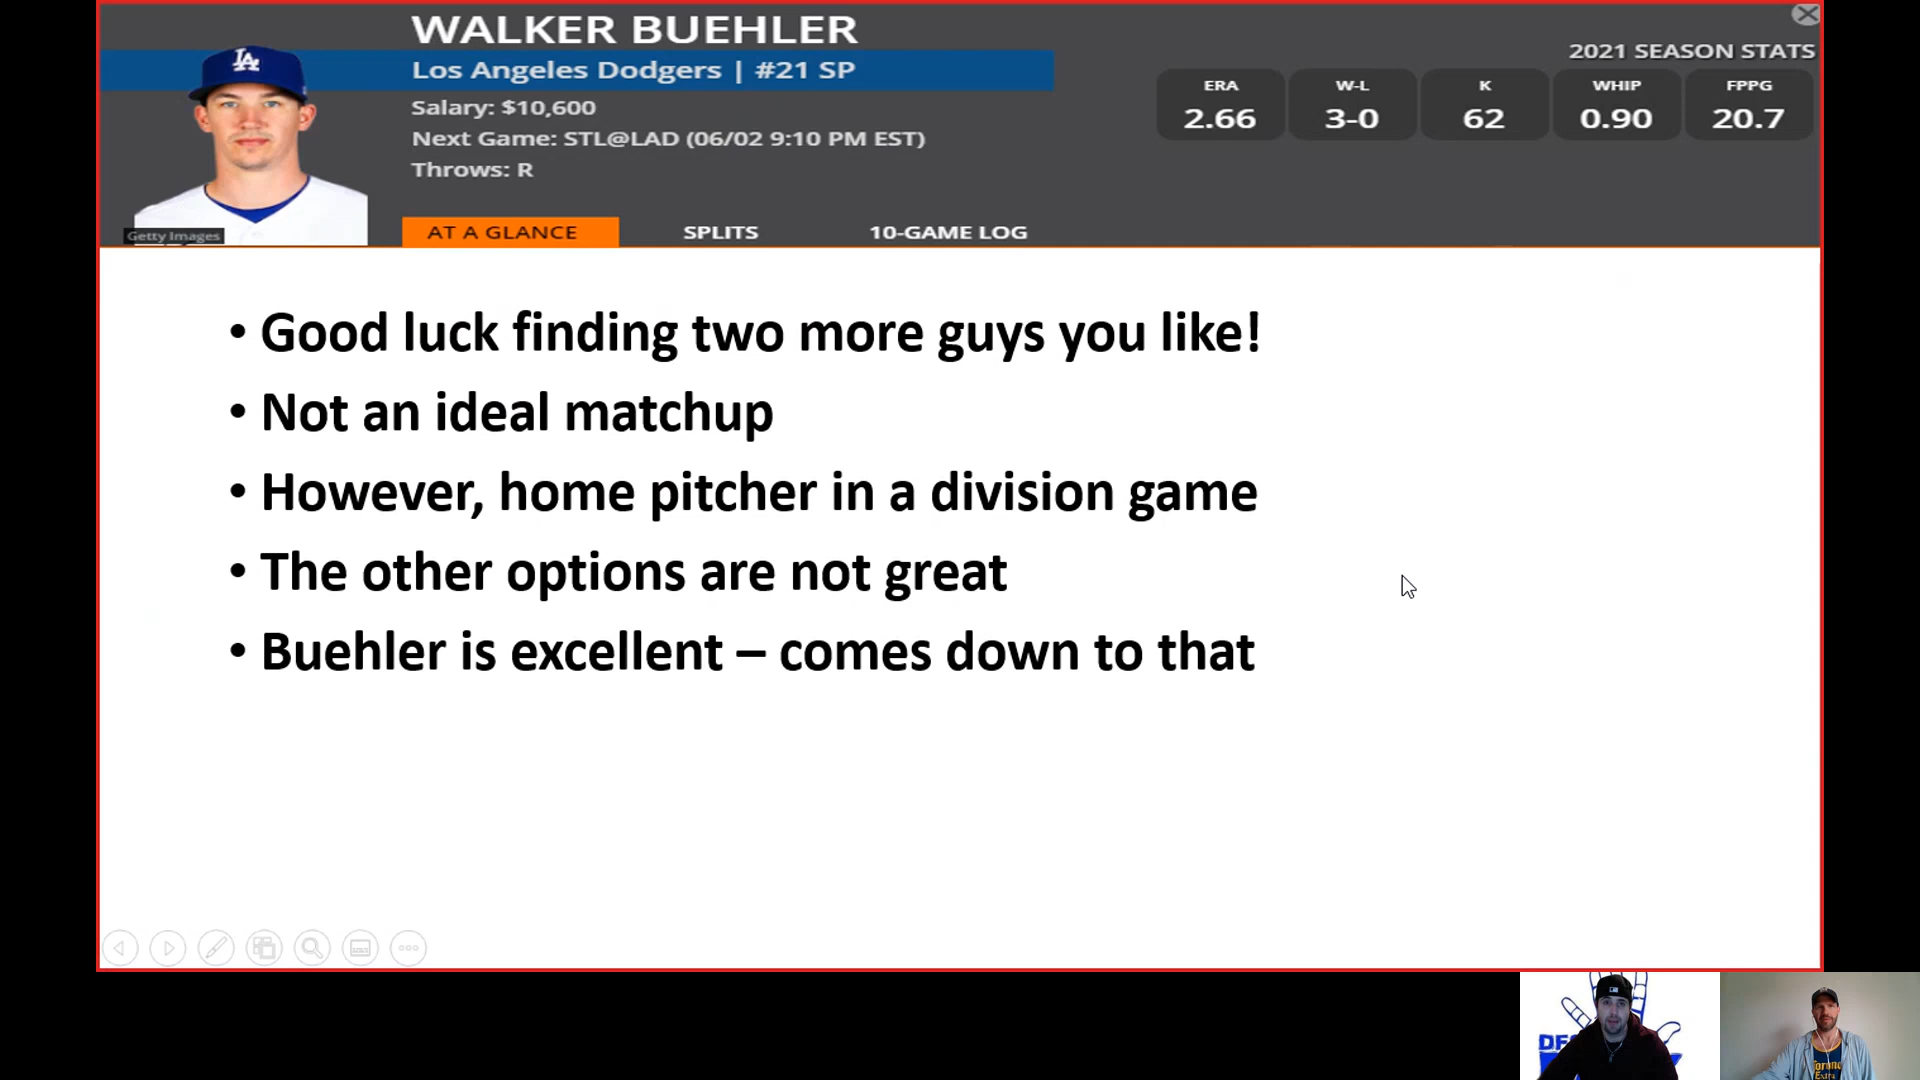 WALKER BUEHLER
Los Angeles Dodgers | #21 SP
Salary: $10,600
Next Game: STL@LAD (06/02 9:10 PM EST)
Throws: R
2021 SEASON STATS
ERA W-L K WHIP FPPG
2.66 3-0 62 0.90 20.7
LA
Getty Images
AT A GLANCE SPLITS 10-GAME LOG
• Good luck finding two more guys you like!
• Not an ideal matchup
• However, home pitcher in a division game
• The other options are not great
• Buehler is excellent – comes down to that